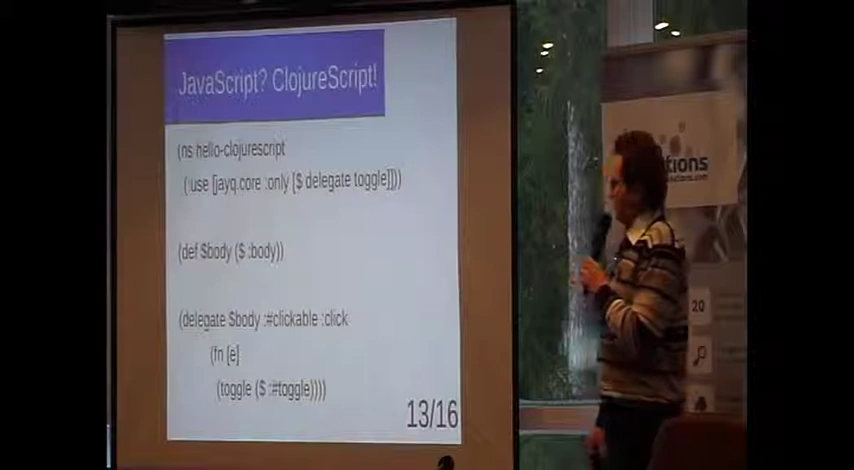 JavaScript? ClojureScript!
(ns hello-clojurescript
(:use [jayq.core :only [$ delegate toggle]]))
(def $body ($ :body))
(delegate $body :#clickable :click
(fn [e]
(toggle ($ :#toggle))))
13/16
20